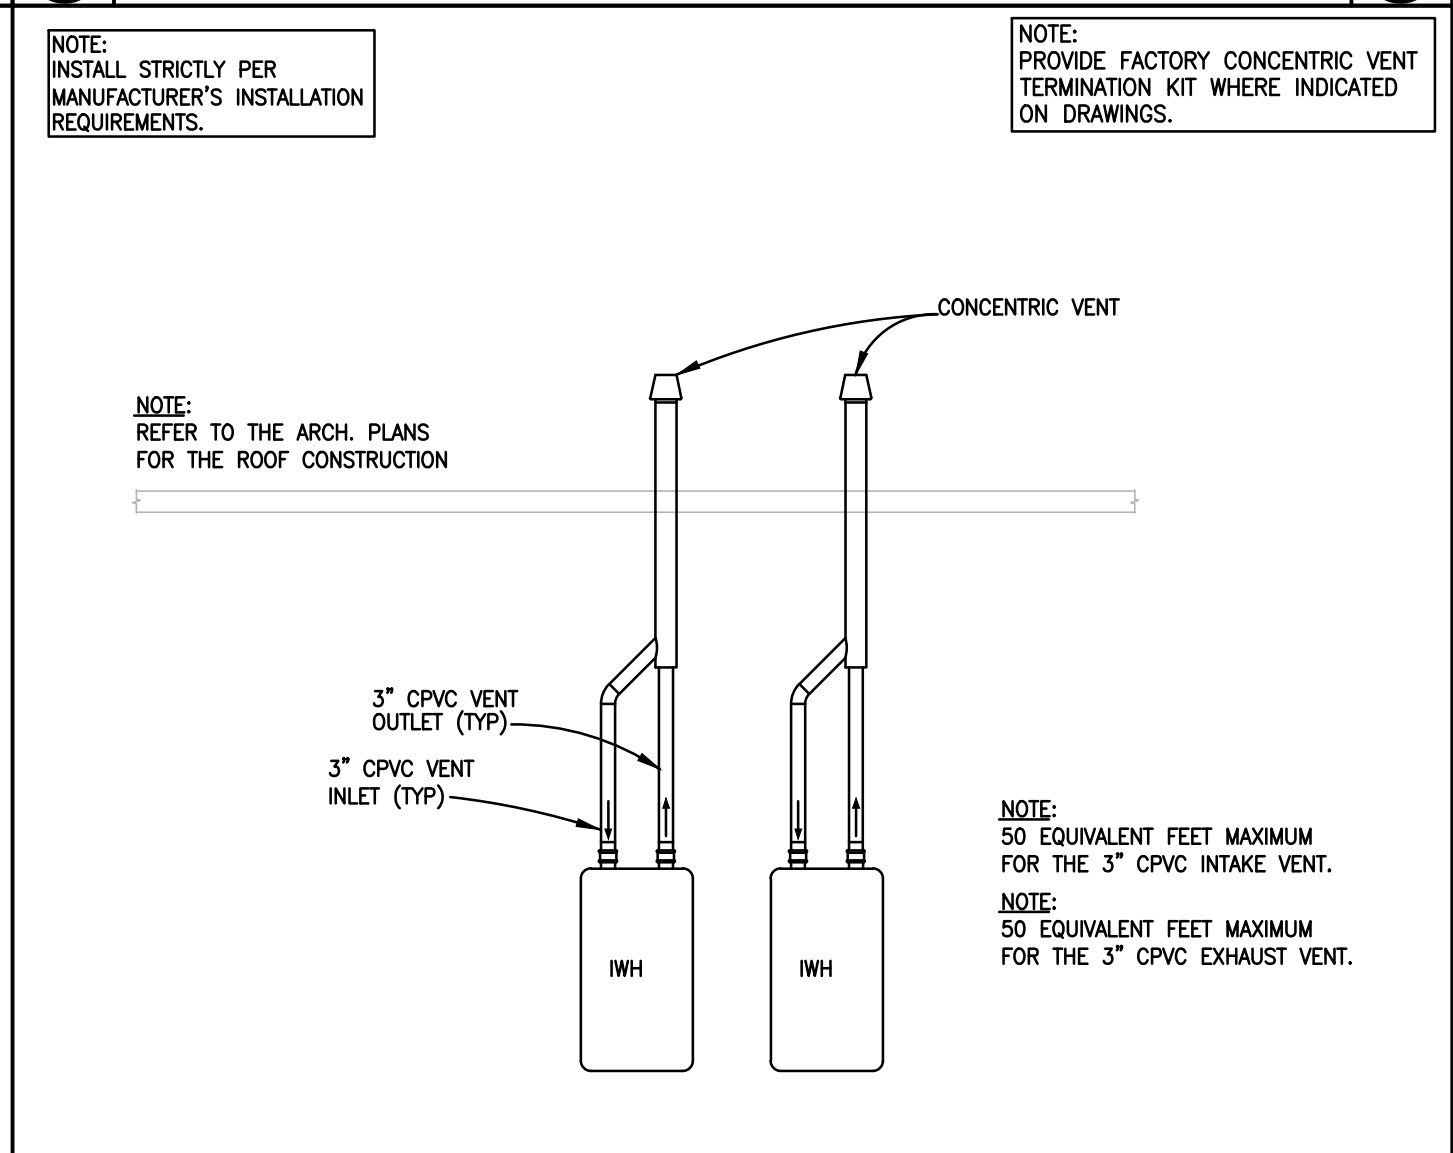 NOTE:
INSTALL STRICTLY PER
MANUFACTURER'S INSTALLATION
REQUIREMENTS.
NOTE:
PROVIDE FACTORY CONCENTRIC VENT
TERMINATION KIT WHERE INDICATED
ON DRAWINGS.
CONCENTRIC VENT
NOTE:
REFER TO THE ARCH. PLANS
FOR THE ROOF CONSTRUCTION
3" CPVC VENT
OUTLET (TYP)
3" CPVC VENT
INLET (TYP)
NOTE:
50 EQUIVALENT FEET MAXIMUM
FOR THE 3" CPVC INTAKE VENT.
NOTE:
50 EQUIVALENT FEET MAXIMUM
FOR THE 3" CPVC EXHAUST VENT.
IWH
IWH